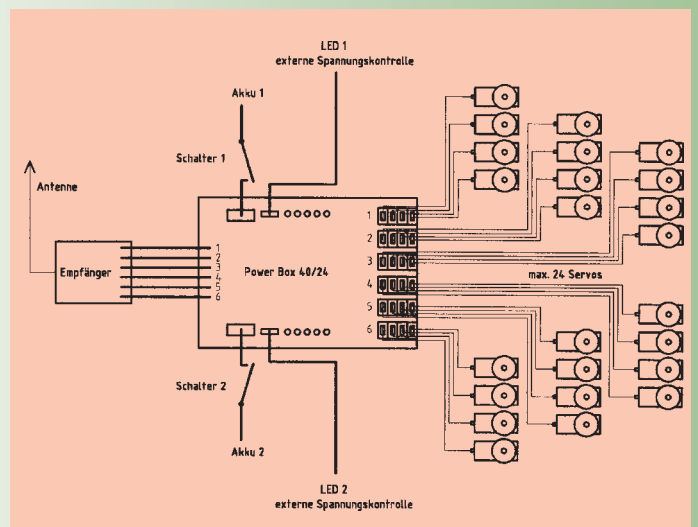 LED 1
externe Spannungskontrolle
Akku 1
Schalter 1
Antenne
Empfänger
1
2
3
4
5
6
Power Box 40/24
1
2
3
4
5
6
max. 24 Servos
Schalter 2
Akku 2
LED 2
externe Spannungskontrolle